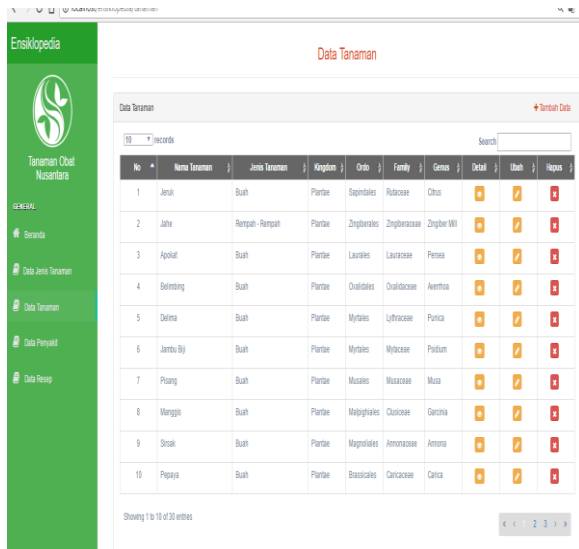 localhost/ensiklopedia/tanaman
Ensiklopedia
Tanaman Obat
Nusantara
GENERAL
Beranda
Data Jenis Tanaman
Data Tanaman
Data Penyakit
Data Resep
Data Tanaman
Data Tanaman
+Tambah Data
10 records
Search:
No Nama Tanaman Jenis Tanaman Kingdom Ordo Family Genus Detail Ubah Hapus
1 Jeruk Buah Plantae Sapindales Rutaceae Citrus
2 Jahe Rempah - Rempah Plantae Zingiberales Zingiberaceae Zingiber Mill
3 Apokat Buah Plantae Laurales Lauraceae Persea
4 Belimbing Buah Plantae Oxalidales Oxalidaceae Averrhoa
5 Delima Buah Plantae Myrtales Lythraceae Punica
6 Jambu Biji Buah Plantae Myrtales Mytaceae Psidium
7 Pisang Buah Plantae Musales Musaceae Musa
8 Manggis Buah Plantae Malpighiales Clusiceae Garcinia
9 Sirsak Buah Plantae Magnoliales Annonaceae Annona
10 Pepaya Buah Plantae Brassicales Caricaceae Carica
Showing 1 to 10 of 30 entries
« ‹ 1 2 3 › »